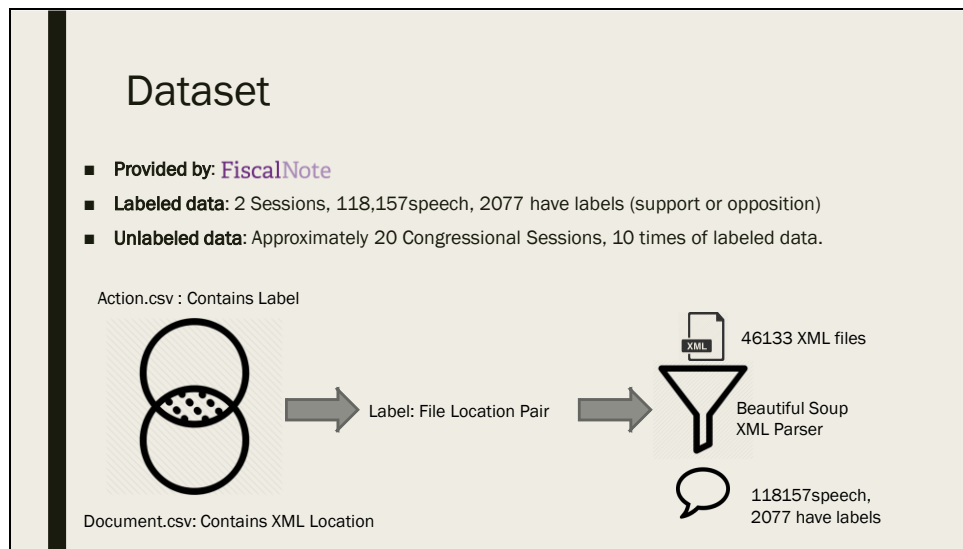 Dataset
■ Provided by: FiscalNote
■ Labeled data: 2 Sessions, 118,157speech, 2077 have labels (support or opposition)
■ Unlabeled data: Approximately 20 Congressional Sessions, 10 times of labeled data.
Action.csv : Contains Label
XML
46133 XML files
Label: File Location Pair
Beautiful Soup
XML Parser
118157speech,
2077 have labels
Document.csv: Contains XML Location